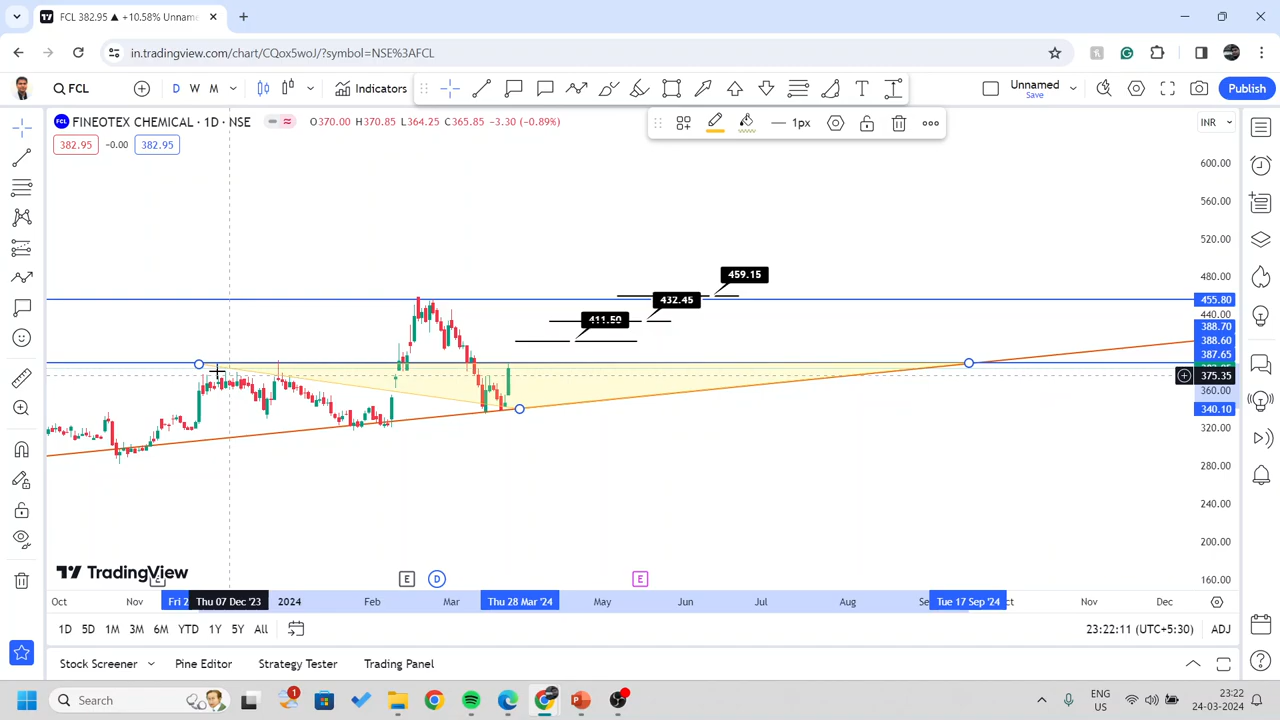 FCL 382.95 ▲ +10.58% Unname
in.tradingview.com/chart/CQox5woJ/?symbol=NSE%3AFCL
FCL
D W M
Indicators
Unnamed
Save
Publish
FINEOTEX CHEMICAL · 1D · NSE
O370.00 H370.85 L364.25 C365.85 -3.30 (-0.89%)
1px
INR
382.95 -0.00 382.95
600.00
560.00
520.00
480.00
459.15
432.45
411.50
455.80
440.00
388.70
388.60
387.65
375.35
360.00
340.10
320.00
280.00
240.00
200.00
160.00
TradingView
E
E
D
E
Oct Nov Fri 2 Thu 07 Dec '23 2024 Feb Mar Thu 28 Mar '24 May Jun Jul Aug Se Tue 17 Sep '24 ct Nov Dec
1D 5D 1M 3M 6M YTD 1Y 5Y All
23:22:11 (UTC+5:30) ADJ
Stock Screener Pine Editor Strategy Tester Trading Panel
Search
1
ENG
US
23:22
24-03-2024